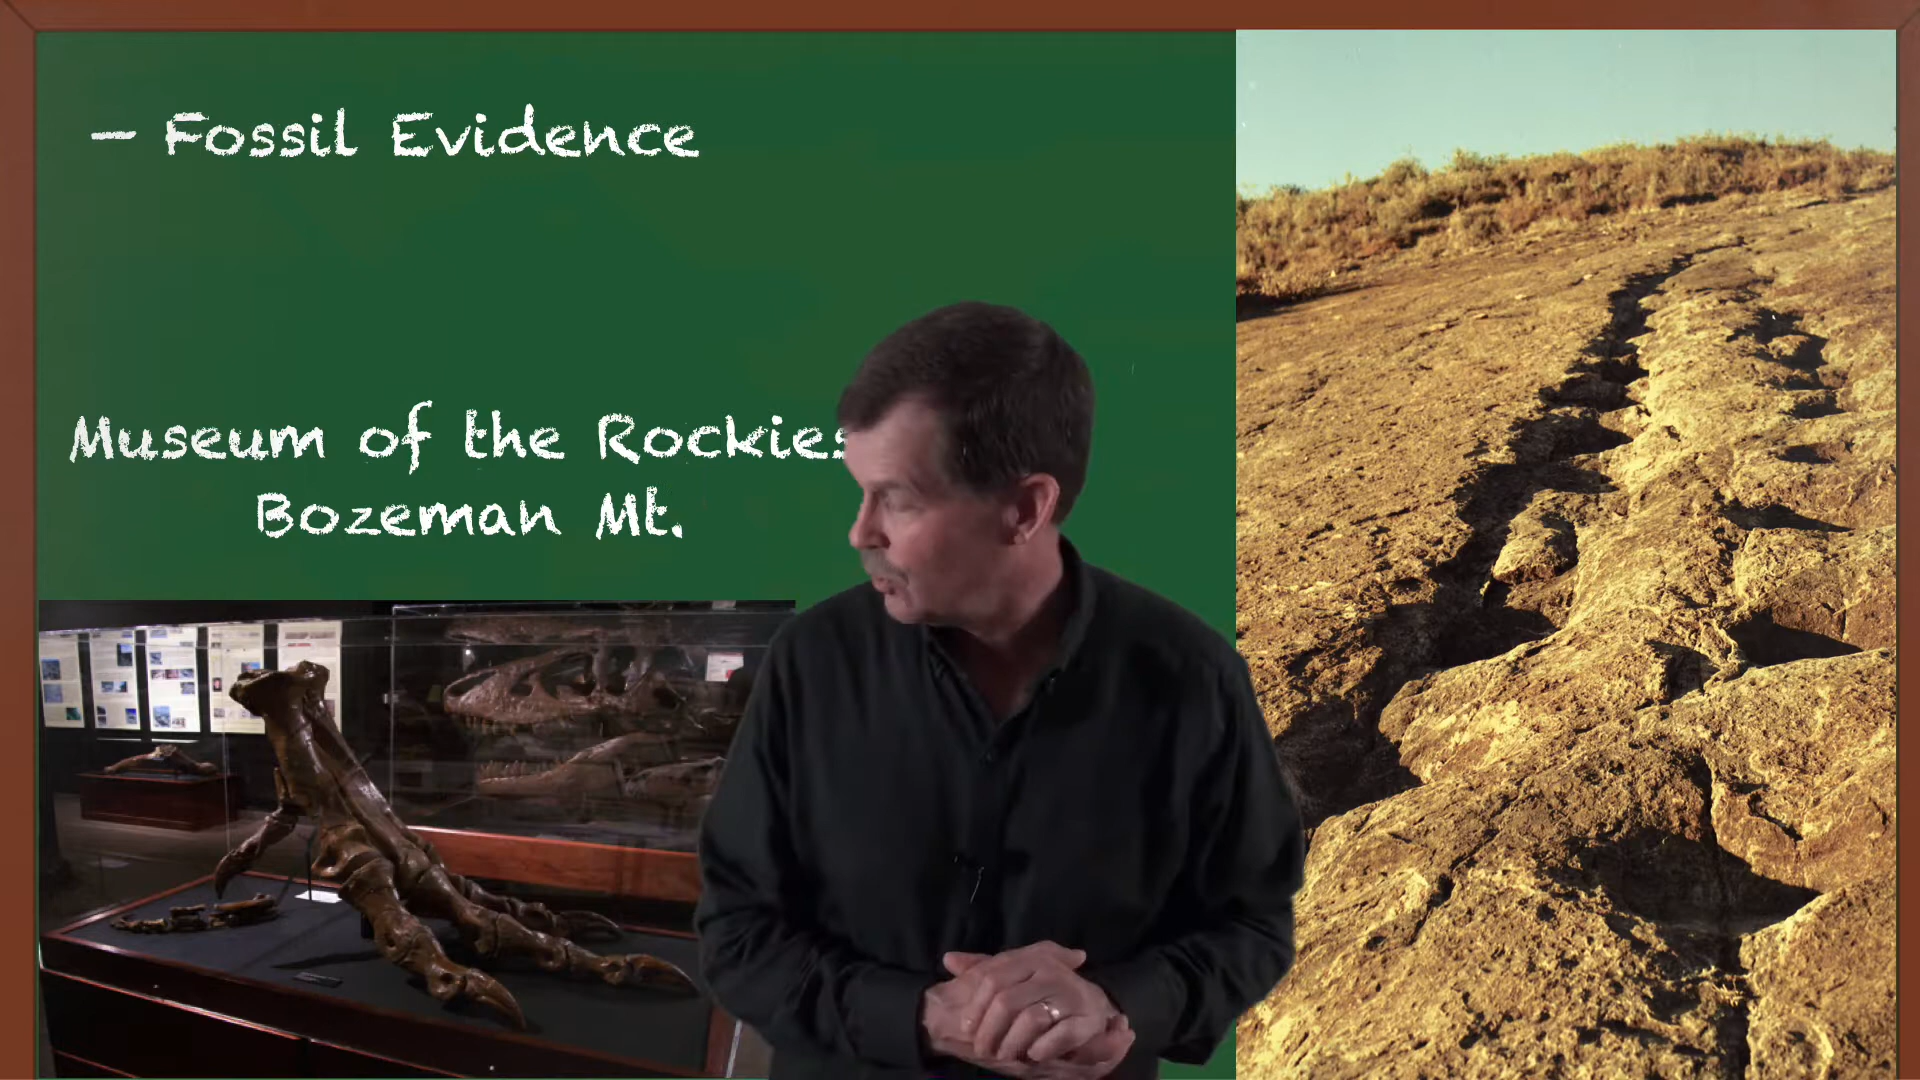 – Fossil Evidence
Museum of the Rockies
Bozeman Mt.